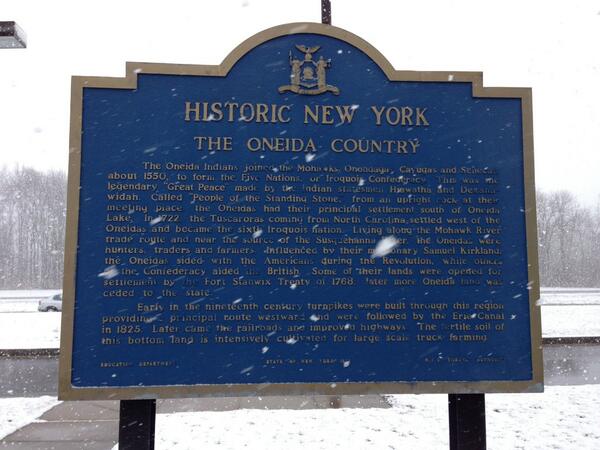 HISTORIC NEW YORK
THE ONEIDA COUNTRY
The Oneida Indians joined the Mohawks, Onondagas, Cayugas and Senecas
about 1550, to form the Five Nations, or Iroquois Confederacy. This was the
legendary "Great Peace" made by the Indian statesmen Hiawatha and
widah. Called "People of the Standing Stone," from an upright rock at their
meeting place, the Oneidas had their principal settlement south of Oneida
Lake. In 1722, the Tuscaroras coming from North Carolina, settled west of the
Oneidas and became the sixth Iroquois nation. Living along the Mohawk River
trade route and near the source of the Susquehanna River, the Oneidas were
hunters, traders and farmers. Influenced by their missionary Samuel Kirkland,
the Oneidas sided with the Americans during the Revolution, while others
of the Confederacy aided the British. Some of their lands were opened for
settlement by the Fort Stanwix Treaty of 1768, later more Oneida land was
ceded to the state.
Early in the nineteenth century turnpikes were built through this region
providing a principal route westward and were followed by the Erie Canal
in 1825. Later came the railroads and improved highways. The fertile soil of
this bottom land is intensively cultivated for large scale truck farming.
EDUCATION DEPARTMENT STATE OF NEW YORK